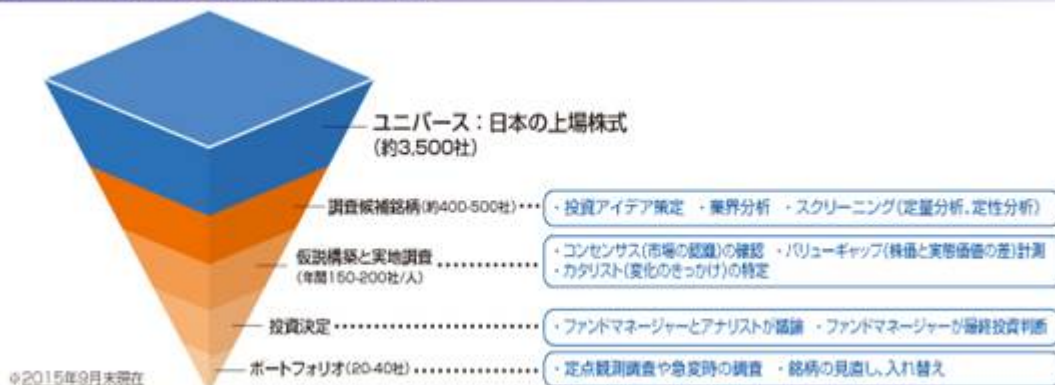 ユニバース：日本の上場株式
(約3,500社)
調査候補銘柄(約400-500社)
・投資アイデア策定 ・業界分析 ・スクリーニング(定量分析、定性分析)
仮説構築と実地調査
(年間150-200社/人)
・コンセンサス(市場の認識)の確認 ・バリューギャップ(株価と実態価値の差)計測
・カタリスト(変化のきっかけ)の特定
投資決定
・ファンドマネージャーとアナリストが議論 ・ファンドマネージャーが最終投資判断
ポートフォリオ(20-40社)
・定点観測調査や急変時の調査 ・銘柄の見直し、入れ替え
※2015年9月末現在